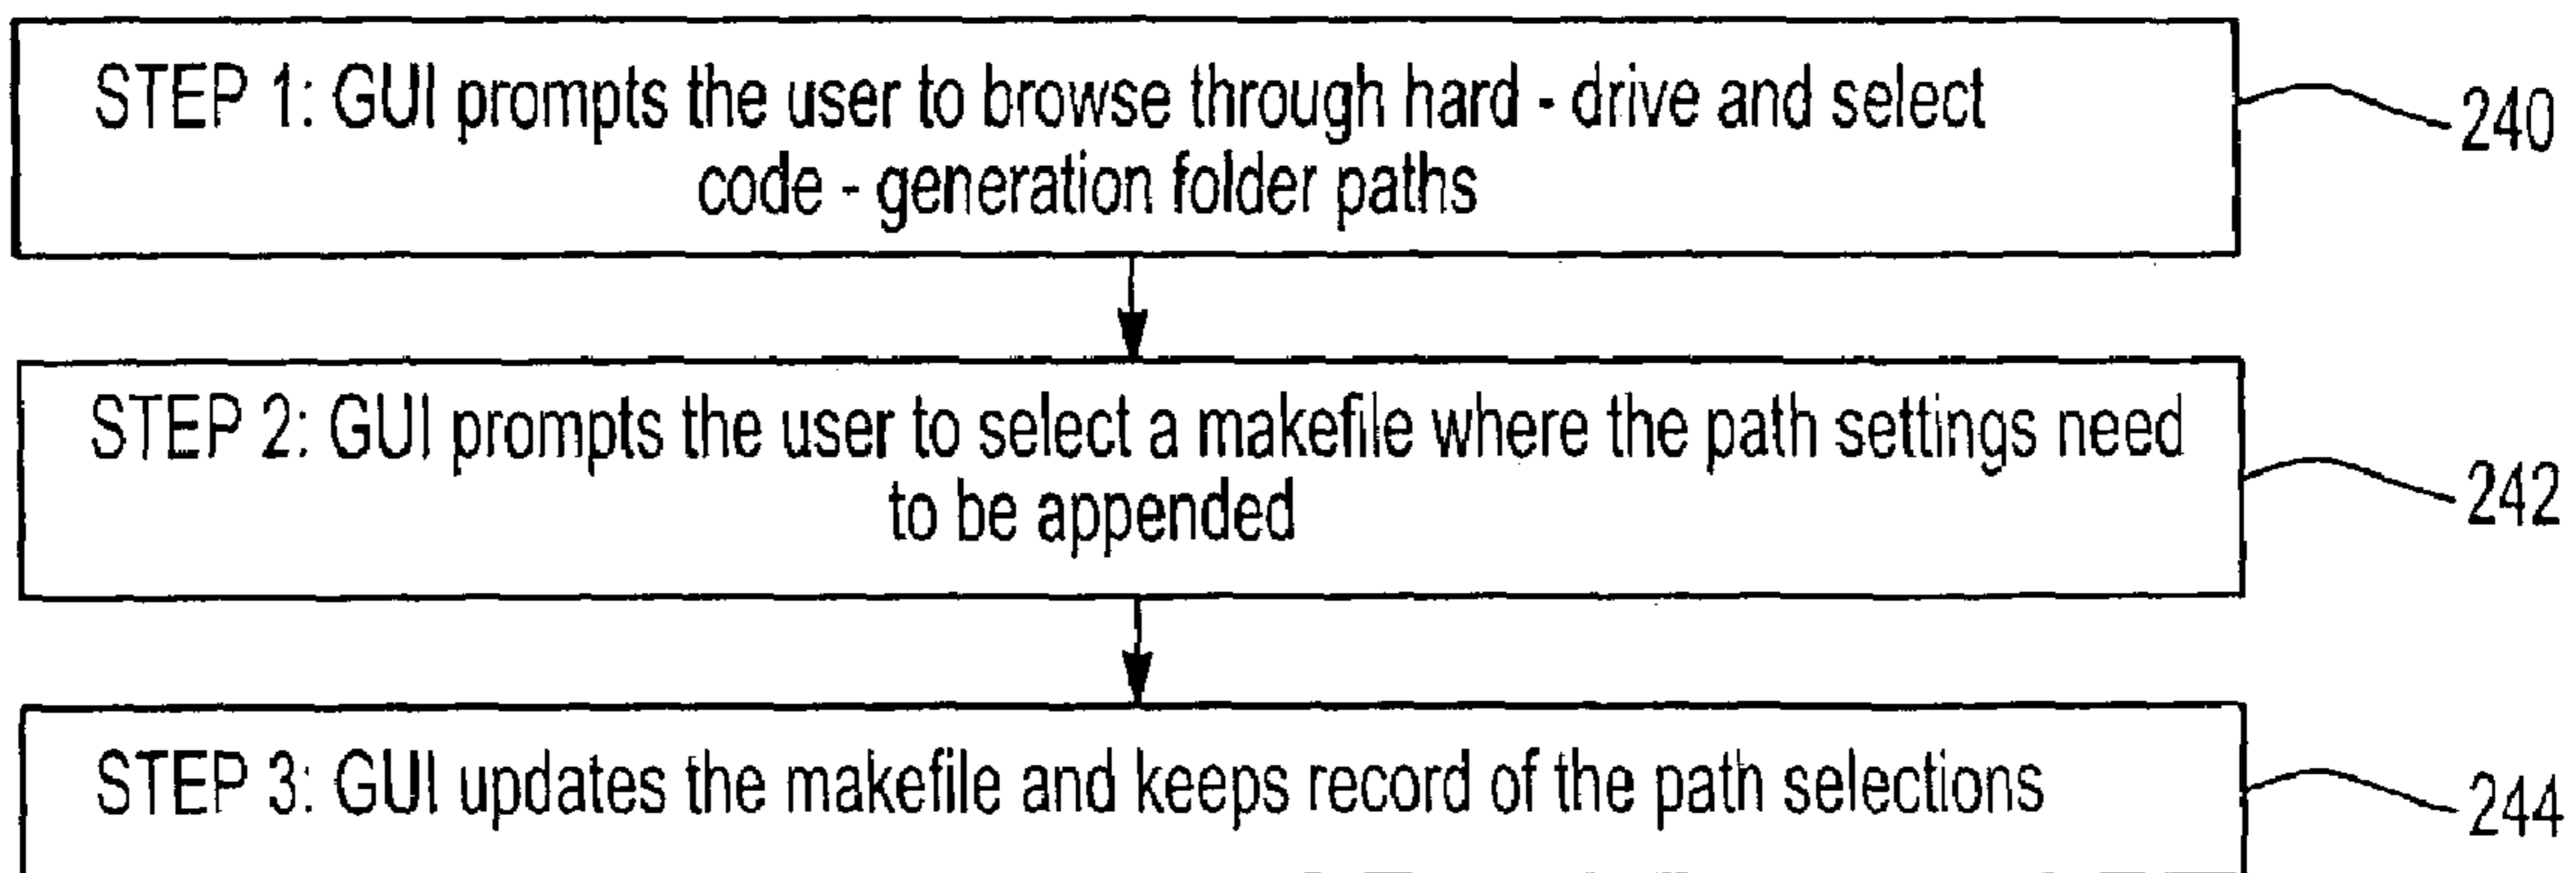 STEP 1: GUI prompts the user to browse through hard - drive and select
code - generation folder paths
240
STEP 2: GUI prompts the user to select a makefile where the path settings need
to be appended
242
STEP 3: GUI updates the makefile and keeps record of the path selections
244